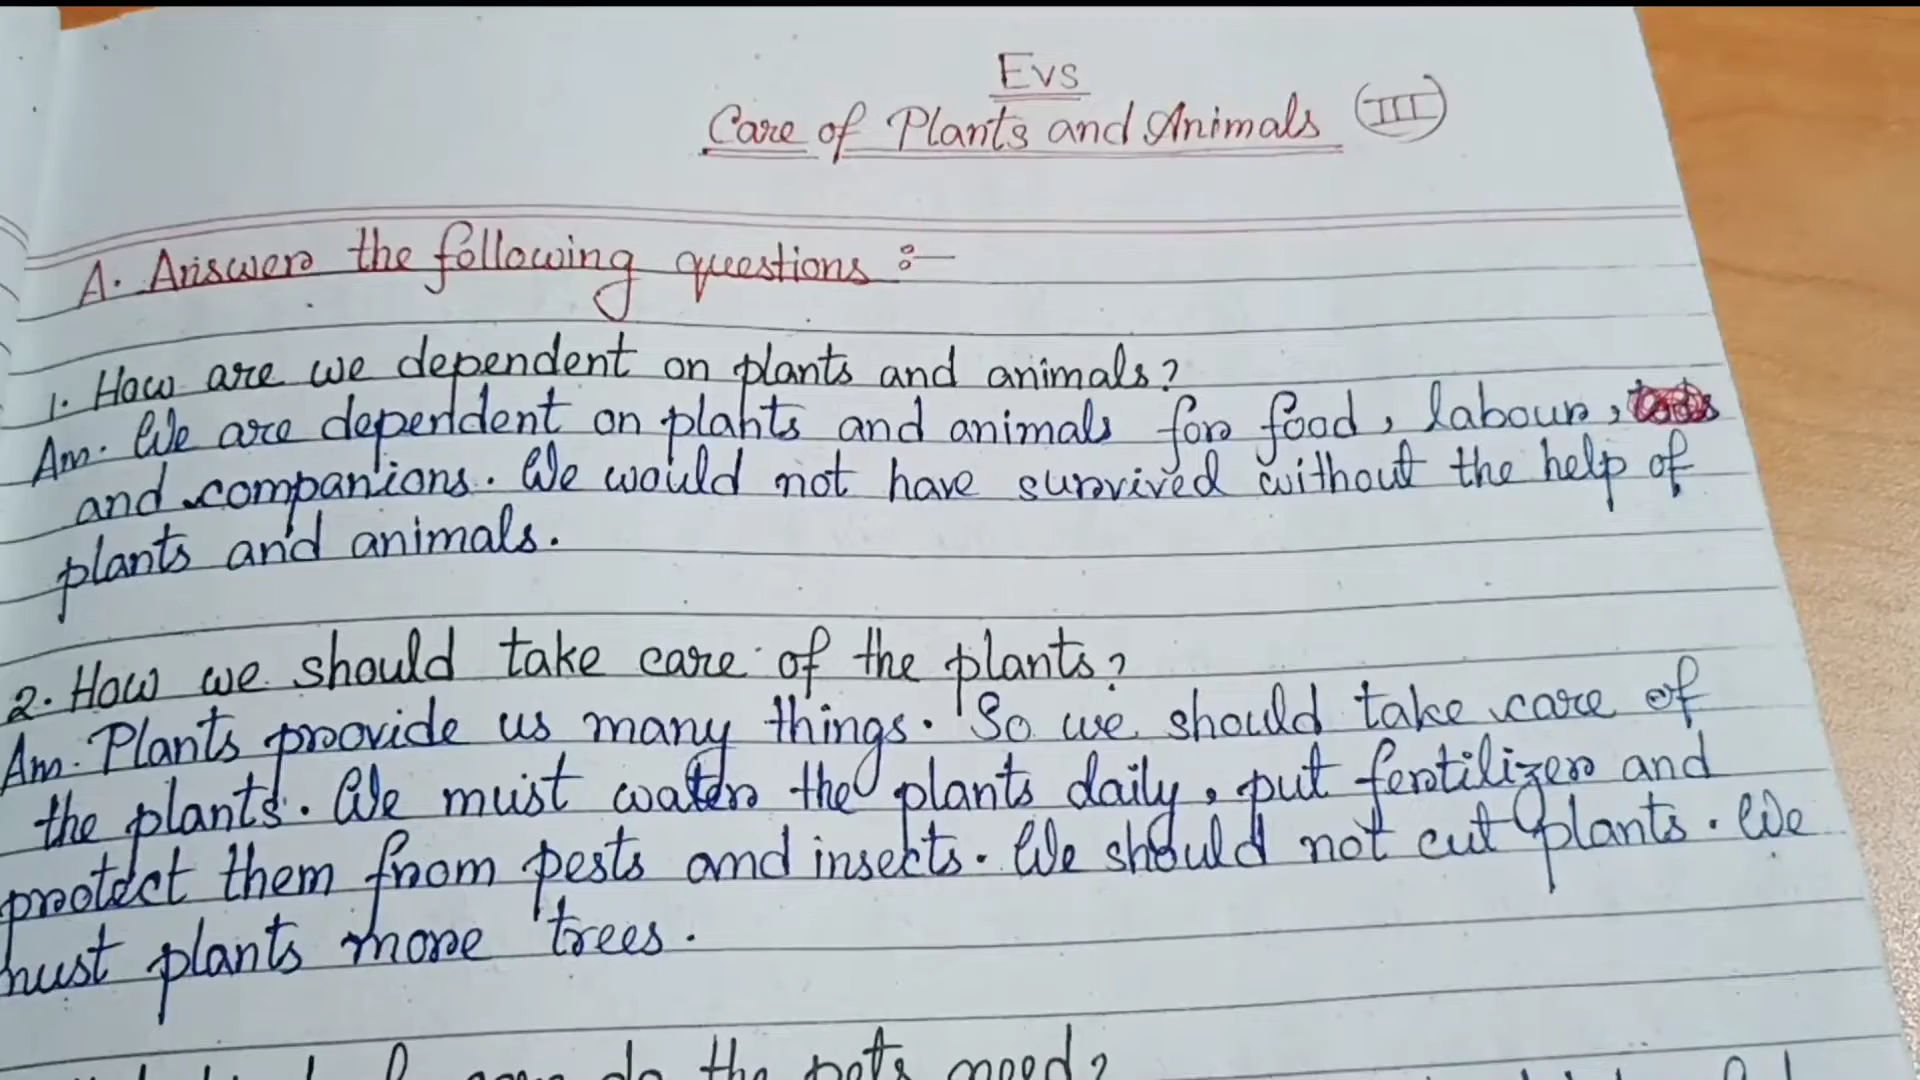 EVS
Care of Plants and Animals III
A. Answer the following questions :-
1. How are we dependent on plants and animals?
Ans. We are dependent on plants and animals for food, labour,
and companions. We would not have survived without the help of
plants and animals.
2. How we should take care of the plants?
Ans. Plants provide us many things. So we should take care of
the plants. We must water the plants daily, put fertilizer and
protect them from pests and insects. We should not cut plants. We
must plants more trees.
do the pets need?